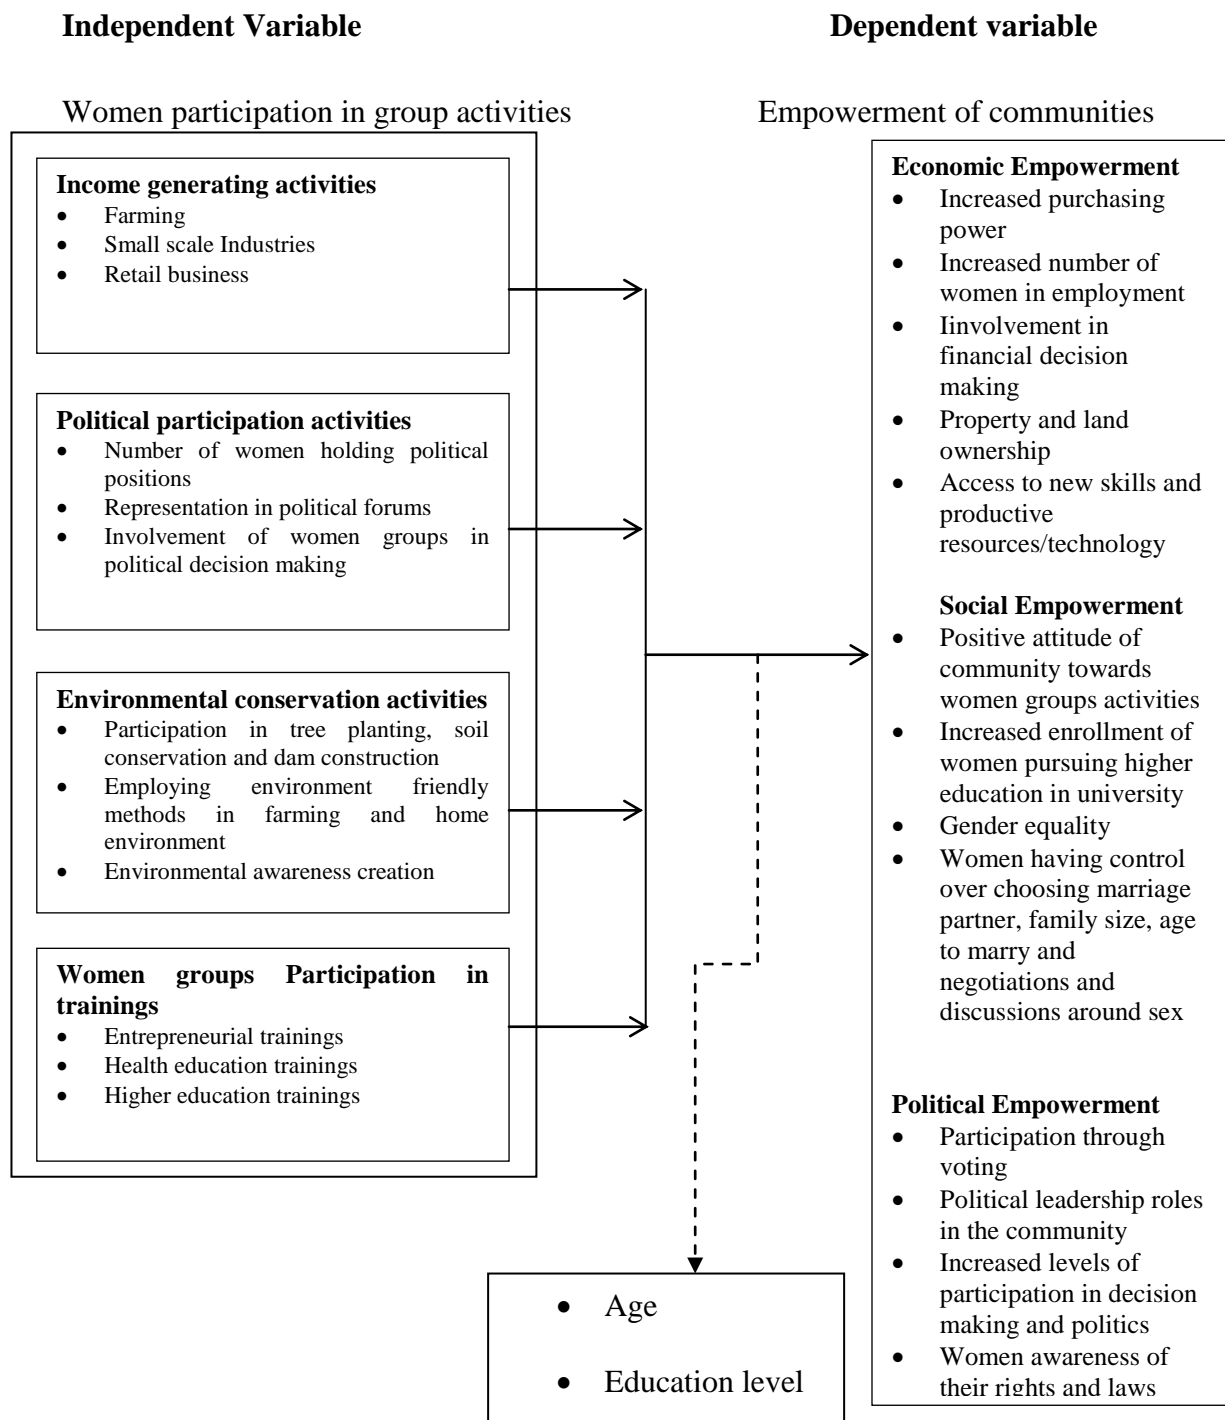 Independent Variable
Dependent variable
Women participation in group activities
Empowerment of communities
Income generating activities
• Farming
• Small scale Industries
• Retail business
Political participation activities
• Number of women holding political
positions
• Representation in political forums
• Involvement of women groups in
political decision making
Environmental conservation activities
• Participation in tree planting, soil
conservation and dam construction
• Employing environment friendly
methods in farming and home
environment
• Environmental awareness creation
Women groups Participation in
trainings
• Entrepreneurial trainings
• Health education trainings
• Higher education trainings
Economic Empowerment
• Increased purchasing
power
• Increased number of
women in employment
• Iinvolvement in
financial decision
making
• Property and land
ownership
• Access to new skills and
productive
resources/technology
Social Empowerment
• Positive attitude of
community towards
women groups activities
• Increased enrollment of
women pursuing higher
education in university
• Gender equality
• Women having control
over choosing marriage
partner, family size, age
to marry and
negotiations and
discussions around sex
Political Empowerment
• Participation through
voting
• Political leadership roles
in the community
• Increased levels of
participation in decision
making and politics
• Women awareness of
their rights and laws
• Age
• Education level